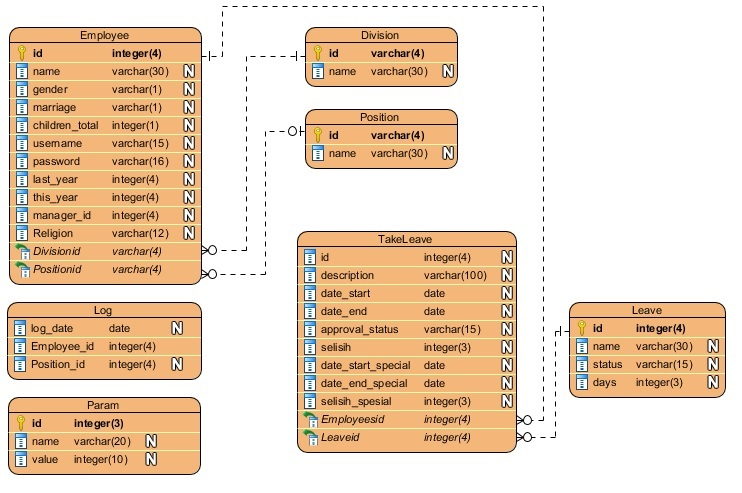 Employee
id integer(4)
name varchar(30) N
gender varchar(1) N
marriage varchar(1) N
children_total integer(1) N
username varchar(15) N
password varchar(16) N
last_year integer(4) N
this_year integer(4) N
manager_id integer(4) N
Religion varchar(12) N
Divisionid varchar(4)
Positionid varchar(4)
Division
id varchar(4)
name varchar(30) N
Position
id varchar(4)
name varchar(30) N
TakeLeave
id integer(4) N
description varchar(100) N
date_start date N
date_end date N
approval_status varchar(15) N
selisih integer(3) N
date_start_special date N
date_end_special date N
selisih_spesial integer(3) N
Employeesid integer(4)
Leaveid integer(4)
Leave
id integer(4)
name varchar(30) N
status varchar(15) N
days integer(3) N
Log
log_date date N
Employee_id integer(4)
Position_id integer(4) N
Param
id integer(3)
name varchar(20) N
value integer(10) N